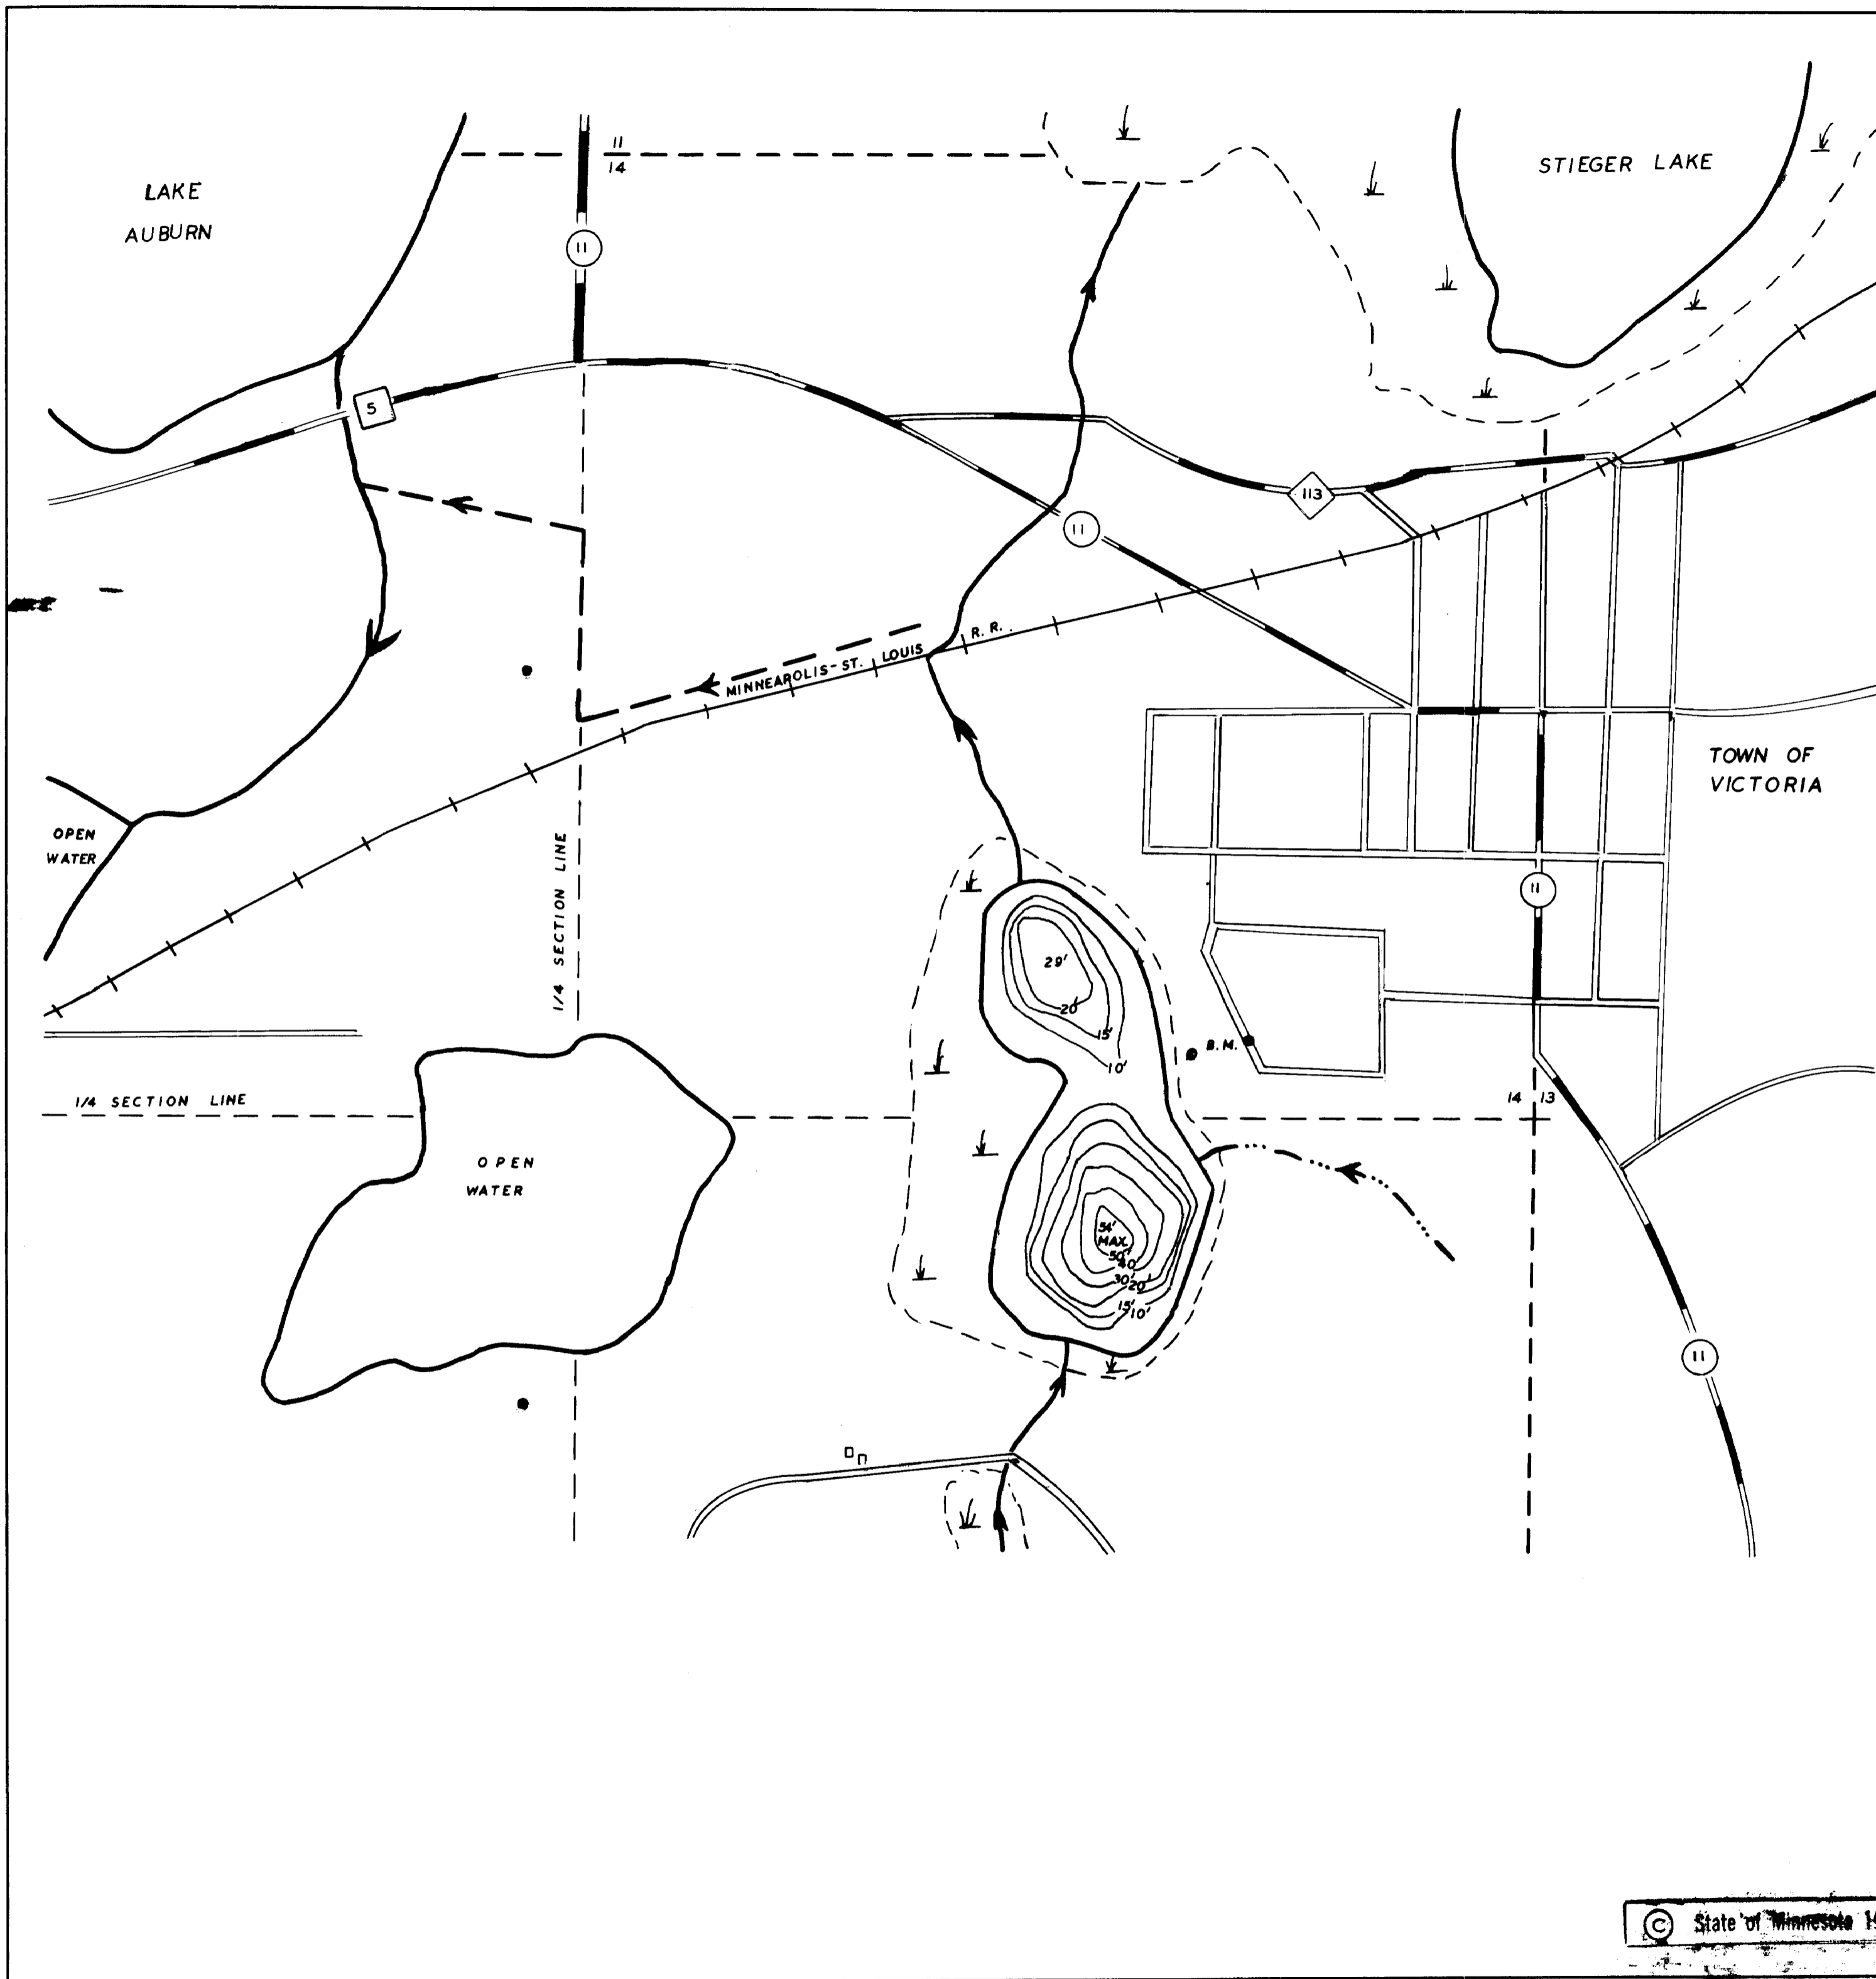 LAKE
AUBURN
11
14
STIEGER LAKE
11
5
113
11
MINNEAPOLIS-ST. LOUIS R. R.
TOWN OF
VICTORIA
OPEN
WATER
1/4 SECTION LINE
11
29'
20'
15'
10'
B.M.
1/4 SECTION LINE
14 13
OPEN
WATER
54'
MAX.
50'
40'
30'
20'
15'
10'
11
© State of Minnesota